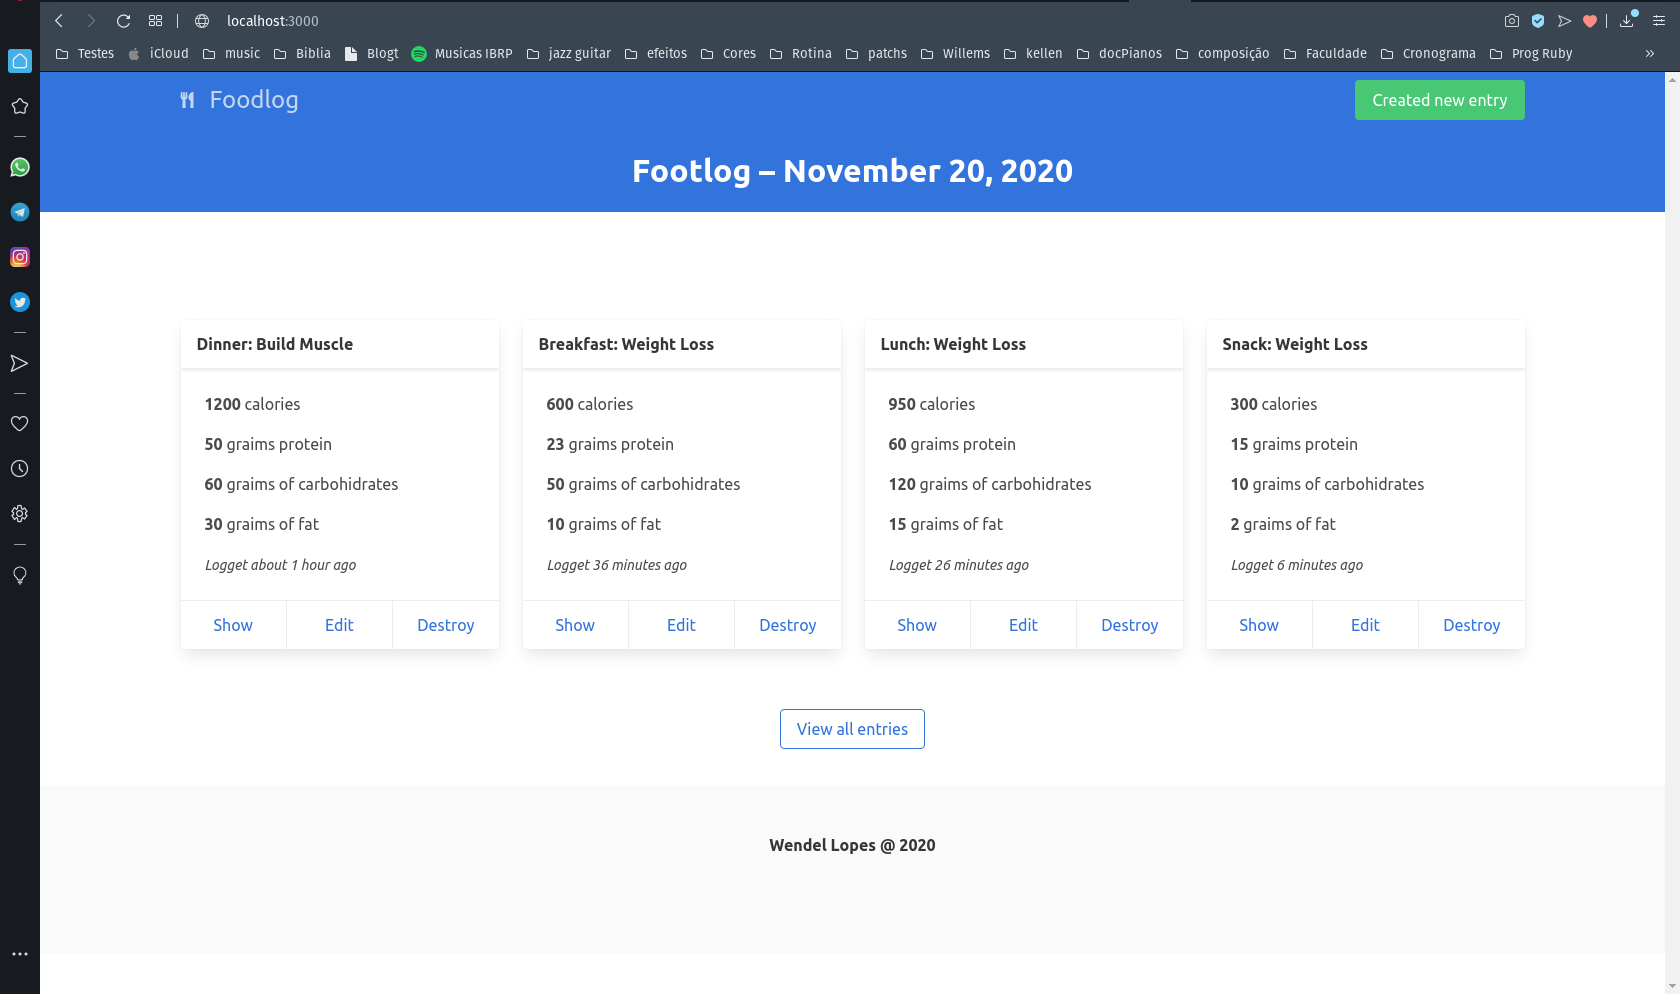 localhost:3000
Testes iCloud music Biblia Blogt Musicas IBRP jazz guitar efeitos Cores Rotina patchs Willems kellen docPianos composição Faculdade Cronograma Prog Ruby »
Foodlog Created new entry
Footlog – November 20, 2020
Dinner: Build Muscle
1200 calories
50 graims protein
60 graims of carbohidrates
30 graims of fat
Logget about 1 hour ago
Show Edit Destroy
Breakfast: Weight Loss
600 calories
23 graims protein
50 graims of carbohidrates
10 graims of fat
Logget 36 minutes ago
Show Edit Destroy
Lunch: Weight Loss
950 calories
60 graims protein
120 graims of carbohidrates
15 graims of fat
Logget 26 minutes ago
Show Edit Destroy
Snack: Weight Loss
300 calories
15 graims protein
10 graims of carbohidrates
2 graims of fat
Logget 6 minutes ago
Show Edit Destroy
View all entries
Wendel Lopes @ 2020